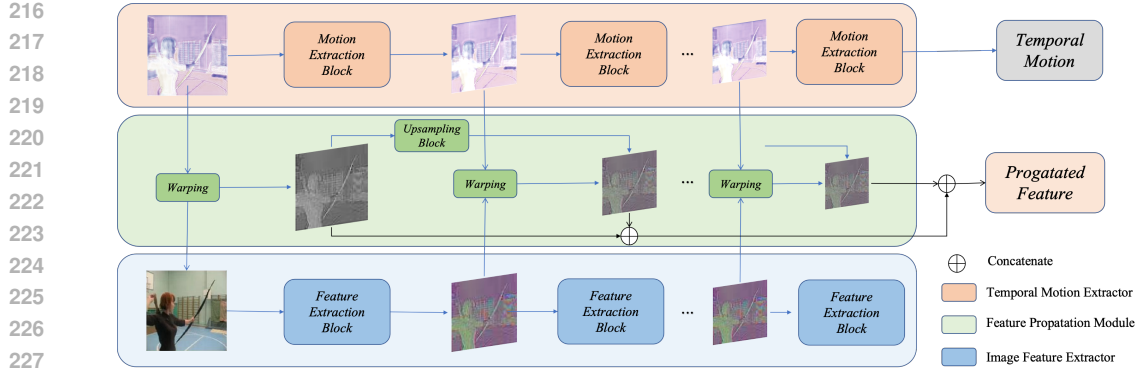 216
217
218
219
220
221
222
223
224
225
226
227
Motion
Extraction
Block
Motion
Extraction
Block
...
Motion
Extraction
Block
Temporal
Motion
Upsampling
Block
Warping
Warping
...
Warping
Progatated
Feature
Feature
Extraction
Block
Feature
Extraction
Block
...
Feature
Extraction
Block
Concatenate
Temporal Motion Extractor
Feature Propatation Module
Image Feature Extractor